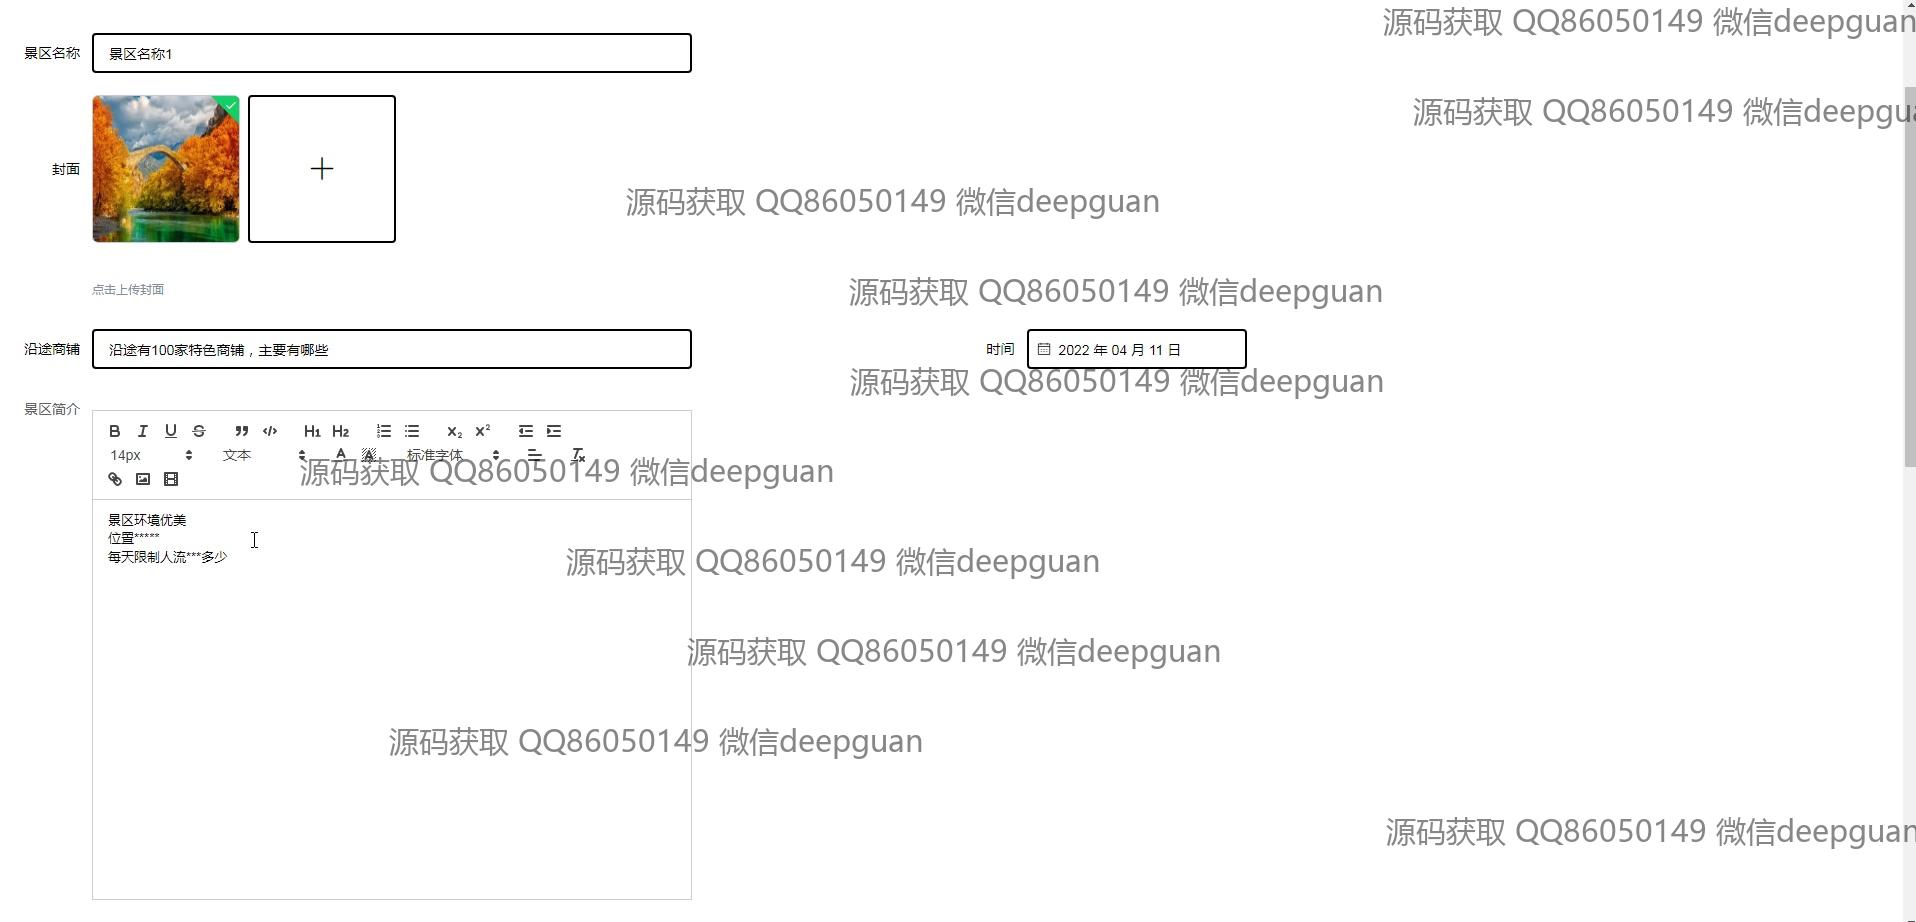 源码获取 QQ86050149 微信deepguan
景区名称 景区名称1
源码获取 QQ86050149 微信deepgua
封面
源码获取 QQ86050149 微信deepguan
点击上传封面
源码获取 QQ86050149 微信deepguan
沿途商铺 沿途有100家特色商铺，主要有哪些 时间 2022 年 04 月 11 日
源码获取 QQ86050149 微信deepguan
景区简介
B I U S H1 H2 X2 X2
14px 文本 A A 标准字体
源码获取 QQ86050149 微信deepguan
景区环境优美
位置*****
每天限制人流***多少
源码获取 QQ86050149 微信deepguan
源码获取 QQ86050149 微信deepguan
源码获取 QQ86050149 微信deepguan
源码获取 QQ86050149 微信deepguan